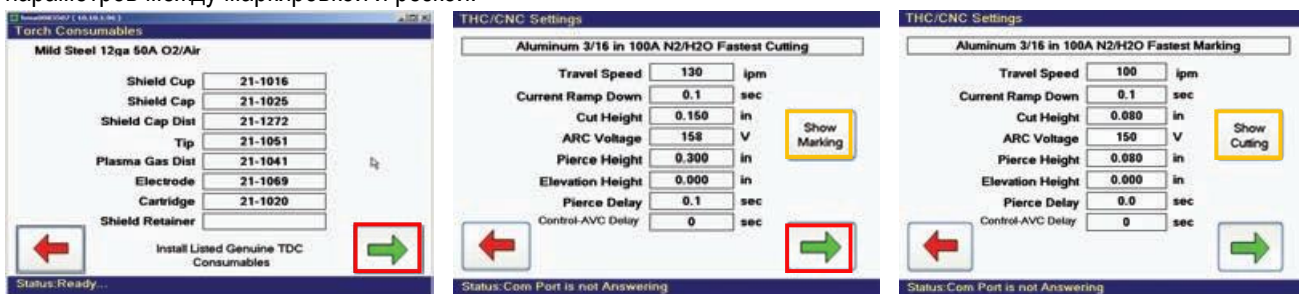 параметров между маркировкой и резкой.
Torch Consumables
Mild Steel 12ga 50A O2/Air
Shield Cup 21-1016
Shield Cap 21-1025
Shield Cap Dist 21-1272
Tip 21-1051
Plasma Gas Dist 21-1041
Electrode 21-1069
Cartridge 21-1020
Shield Retainer
Install Listed Genuine TDC
Consumables
Status:Ready...
THC/CNC Settings
Aluminum 3/16 in 100A N2/H2O Fastest Cutting
Travel Speed 130 ipm
Current Ramp Down 0.1 sec
Cut Height 0.150 in
ARC Voltage 158 V
Pierce Height 0.300 in
Elevation Height 0.000 in
Pierce Delay 0.1 sec
Control-AVC Delay 0 sec
Show
Marking
Status:Com Port is not Answering
THC/CNC Settings
Aluminum 3/16 in 100A N2/H2O Fastest Marking
Travel Speed 100 ipm
Current Ramp Down 0.1 sec
Cut Height 0.080 in
ARC Voltage 150 V
Pierce Height 0.080 in
Elevation Height 0.000 in
Pierce Delay 0.0 sec
Control-AVC Delay 0 sec
Show
Cutting
Status:Com Port is not Answering